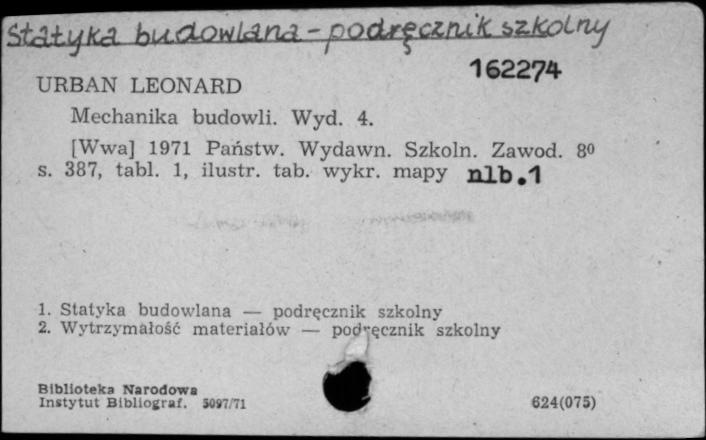 Statyka budowlana - podręcznik szkolny
162274
URBAN LEONARD
Mechanika budowli. Wyd. 4.
[Wwa] 1971 Państw. Wydawn. Szkoln. Zawod. 8⁰
s. 387, tabl. 1, ilustr. tab. wykr. mapy nlb.1
1. Statyka budowlana — podręcznik szkolny
2. Wytrzymałość materiałów — podręcznik szkolny
Biblioteka Narodowa
Instytut Bibliograf. 5097/71
624(075)